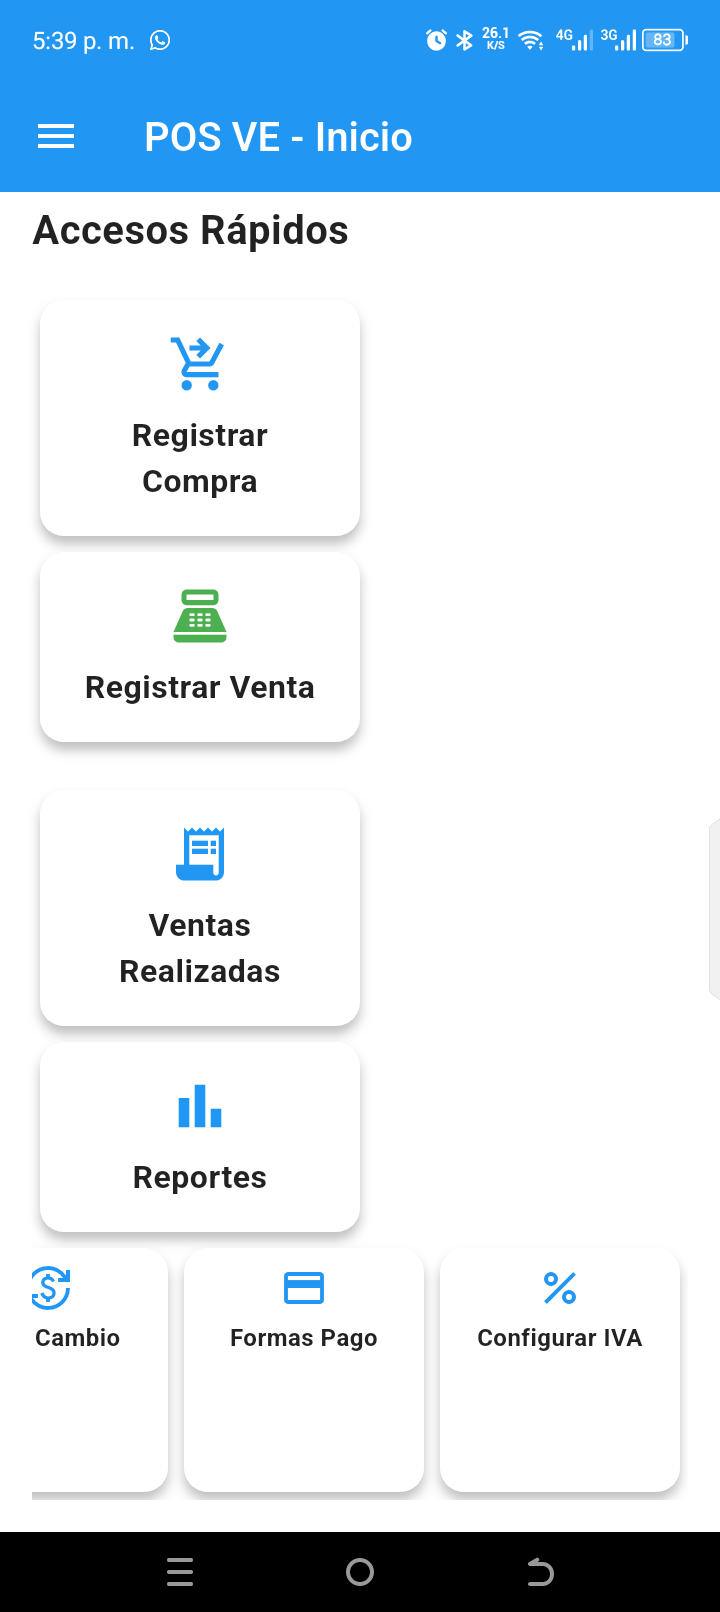 5:39 p. m.
26.1
K/S
4G
3G
83
POS VE - Inicio
Accesos Rápidos
Registrar
Compra
Registrar Venta
Ventas
Realizadas
Reportes
Cambio
Formas Pago
Configurar IVA